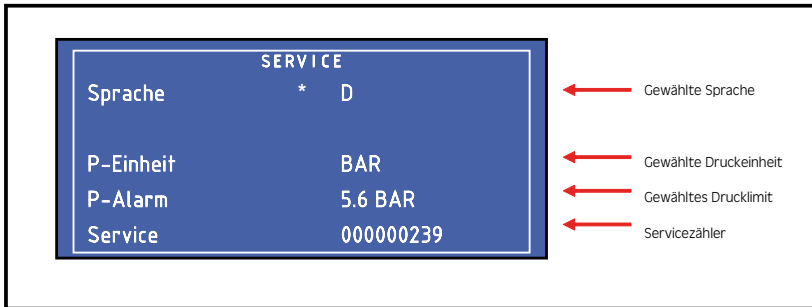 SERVICE
Sprache * D Gewählte Sprache
P-Einheit BAR Gewählte Druckeinheit
P-Alarm 5.6 BAR Gewähltes Drucklimit
Service 000000239 Servicezähler